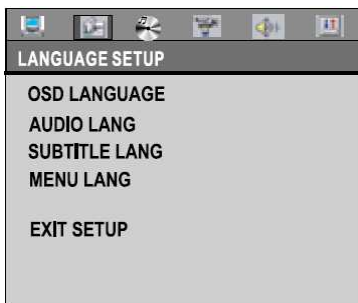 LANGUAGE SETUP
OSD LANGUAGE
AUDIO LANG
SUBTITLE LANG
MENU LANG
EXIT SETUP